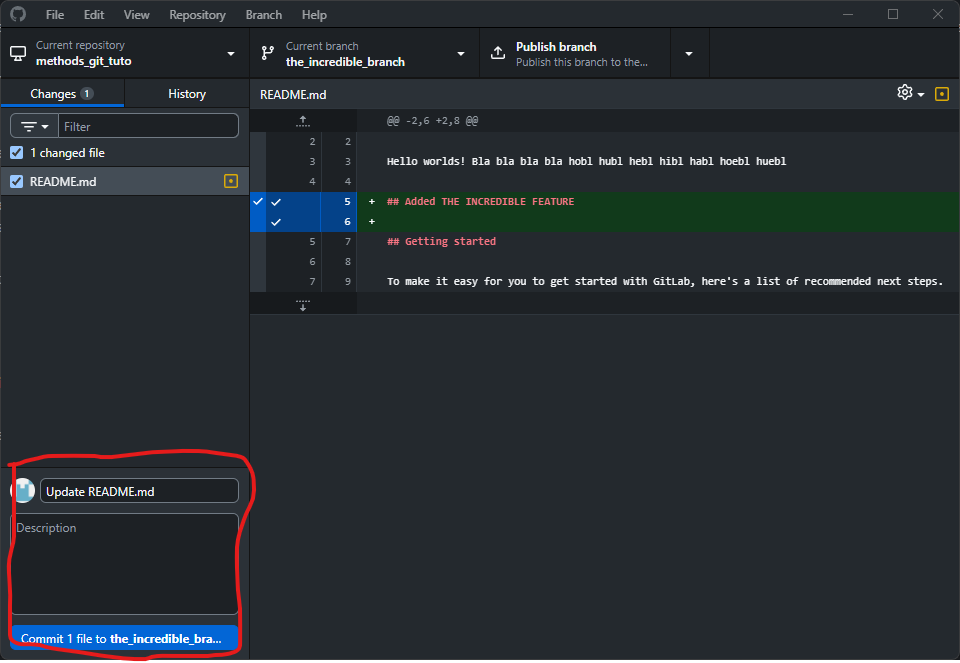 File Edit View Repository Branch Help
Current repository
methods_git_tuto
Current branch
the_incredible_branch
Publish branch
Publish this branch to the...
Changes 1 History
README.md
Filter
1 changed file
README.md
@@ -2,6 +2,8 @@
2 2
3 3 Hello worlds! Bla bla bla bla hobl hubl hebl hibl habl hoebl huebl
4 4
5 + ## Added THE INCREDIBLE FEATURE
6 +
5 7 ## Getting started
6 8
7 9 To make it easy for you to get started with GitLab, here's a list of recommended next steps.
Update README.md
Description
Commit 1 file to the_incredible_bra...